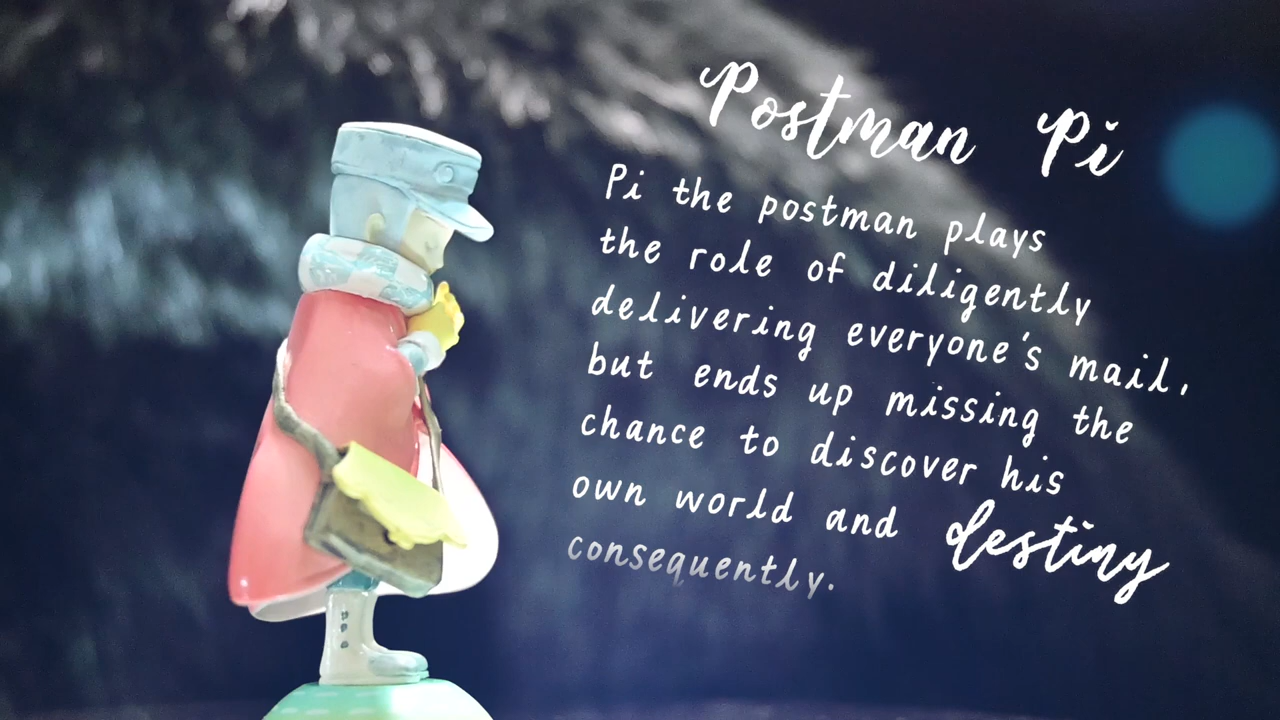 Postman Pi
Pi the postman plays
the role of diligently
delivering everyone's mail,
but ends up missing the
chance to discover his
own world and destiny
consequently.